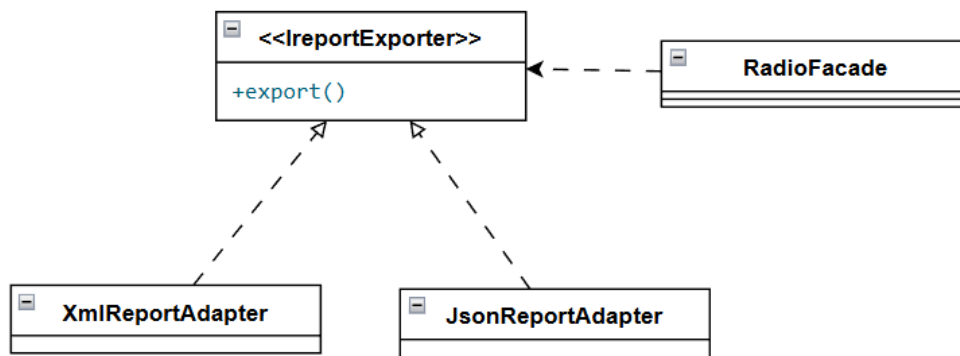 <<IreportExporter>>
+export()
RadioFacade
XmlReportAdapter
JsonReportAdapter